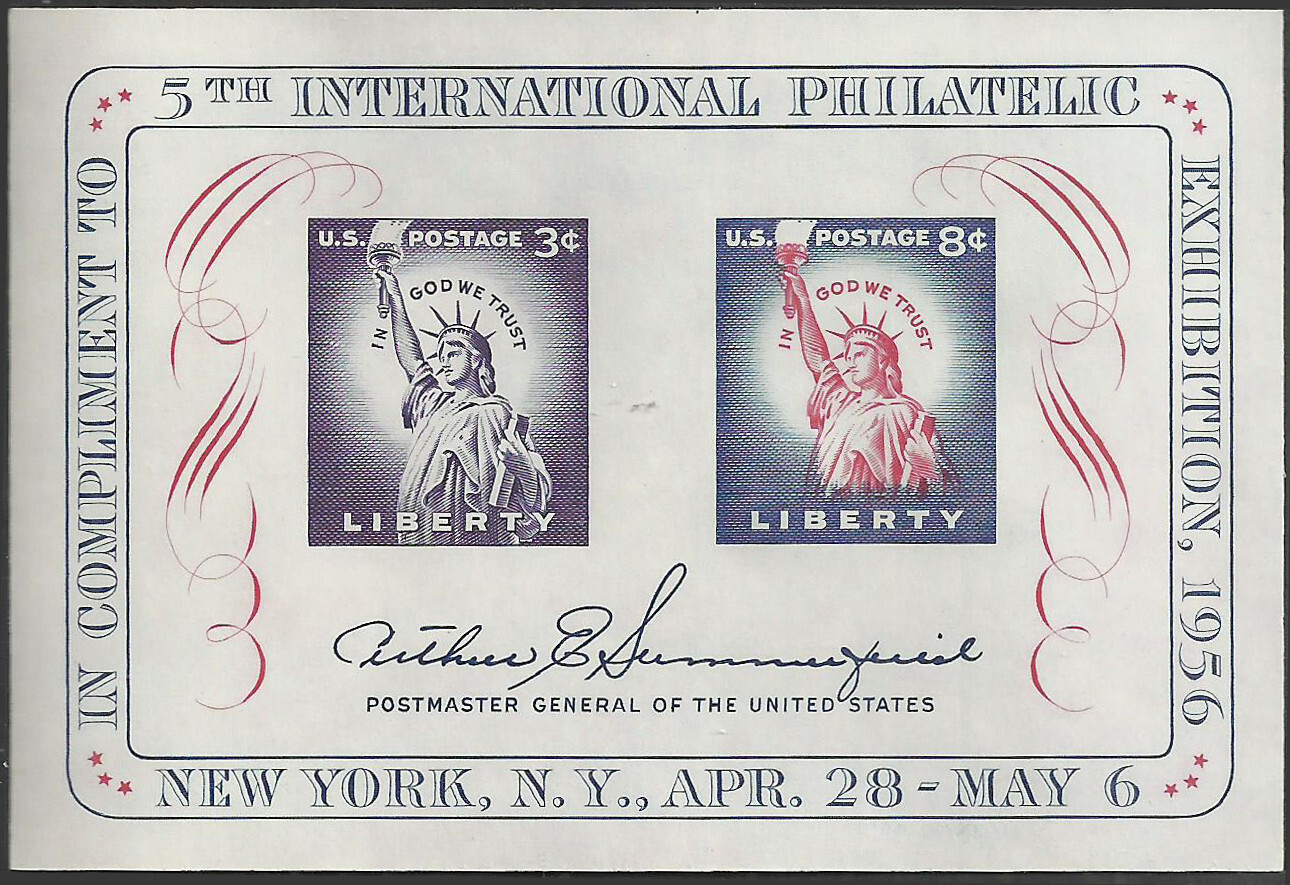 IN COMPLIMENT TO
5TH INTERNATIONAL PHILATELIC
EXHIBITION, 1956
NEW YORK, N.Y., APR. 28 - MAY 6
U.S. POSTAGE 3¢
IN GOD WE TRUST
LIBERTY
U.S. POSTAGE 8¢
IN GOD WE TRUST
LIBERTY
Arthur E Summerfield
POSTMASTER GENERAL OF THE UNITED STATES